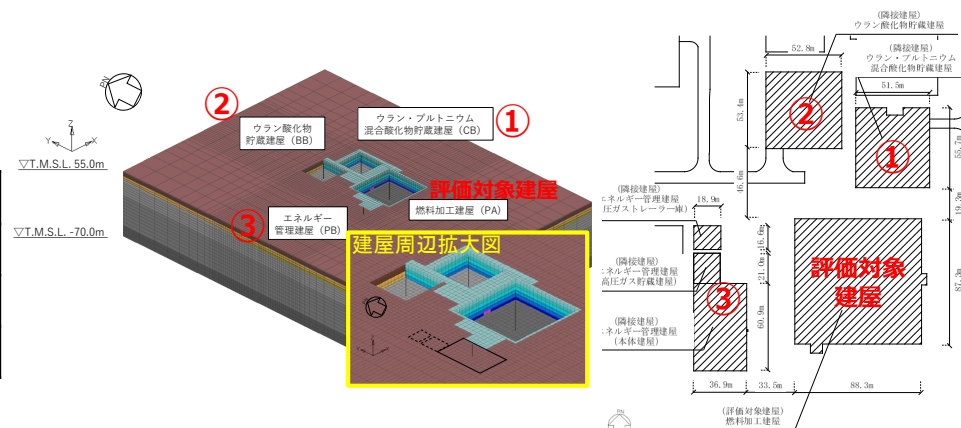 PN
Z
Y
X
▽T.M.S.L. 55.0m
▽T.M.S.L. -70.0m
②
ウラン酸化物
貯蔵建屋（BB）
ウラン・プルトニウム
混合酸化物貯蔵建屋（CB）
①
評価対象建屋
燃料加工建屋（PA）
③
エネルギー
管理建屋（PB）
建屋周辺拡大図
(隣接建屋)
ウラン酸化物貯蔵建屋
52.8m
(隣接建屋)
ウラン・プルトニウム
混合酸化物貯蔵建屋
51.5m
53.4m
②
①
55.7m
46.6m
19.3m
(隣接建屋)
エネルギー管理建屋
圧ガストレーラー庫)
18.9m
16.6m
(隣接建屋)
エネルギー管理建屋
高圧ガス貯蔵建屋)
21.0m
③
(隣接建屋)
エネルギー管理建屋
(本体建屋)
60.9m
評価対象
建屋
87.3m
36.9m
33.5m
88.3m
(評価対象建屋)
燃料加工建屋
PN